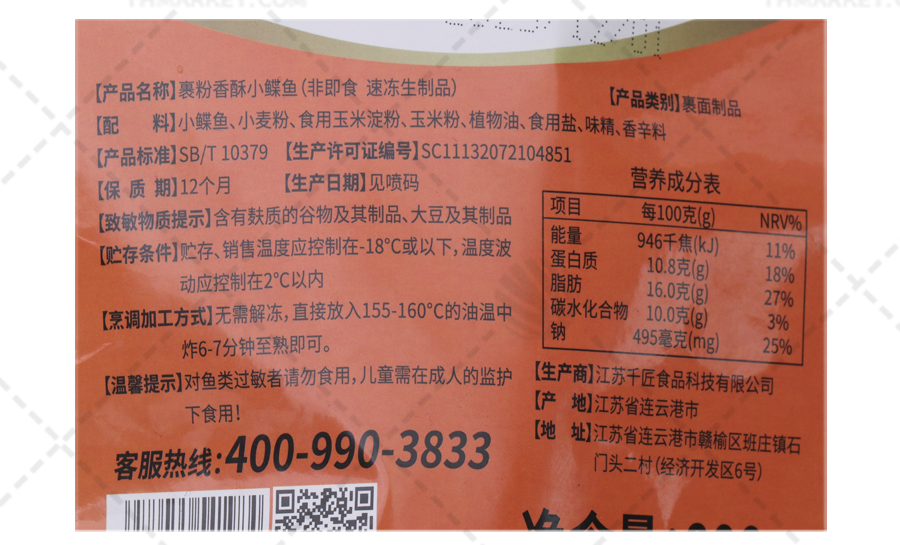 【产品名称】裹粉香酥小鲽鱼（非即食 速冻生制品）
【产品类别】裹面制品
【配 料】小鲽鱼、小麦粉、食用玉米淀粉、玉米粉、植物油、食用盐、味精、香辛料
【产品标准】SB/T 10379 【生产许可证编号】SC11132072104851
【保 质 期】12个月 【生产日期】见喷码
【致敏物质提示】含有麸质的谷物及其制品、大豆及其制品
【贮存条件】贮存、销售温度应控制在-18°C或以下，温度波
动应控制在2°C以内
【烹调加工方式】无需解冻，直接放入155-160°C的油温中
炸6-7分钟至熟即可。
【温馨提示】对鱼类过敏者请勿食用，儿童需在成人的监护
下食用！
客服热线：400-990-3833
营养成分表
项目 每100克(g) NRV%
能量 946千焦(kJ) 11%
蛋白质 10.8克(g) 18%
脂肪 16.0克(g) 27%
碳水化合物 10.0克(g) 3%
钠 495毫克(mg) 25%
【生产商】江苏千匠食品科技有限公司
【产 地】江苏省连云港市
【地 址】江苏省连云港市赣榆区班庄镇石
门头二村（经济开发区6号）